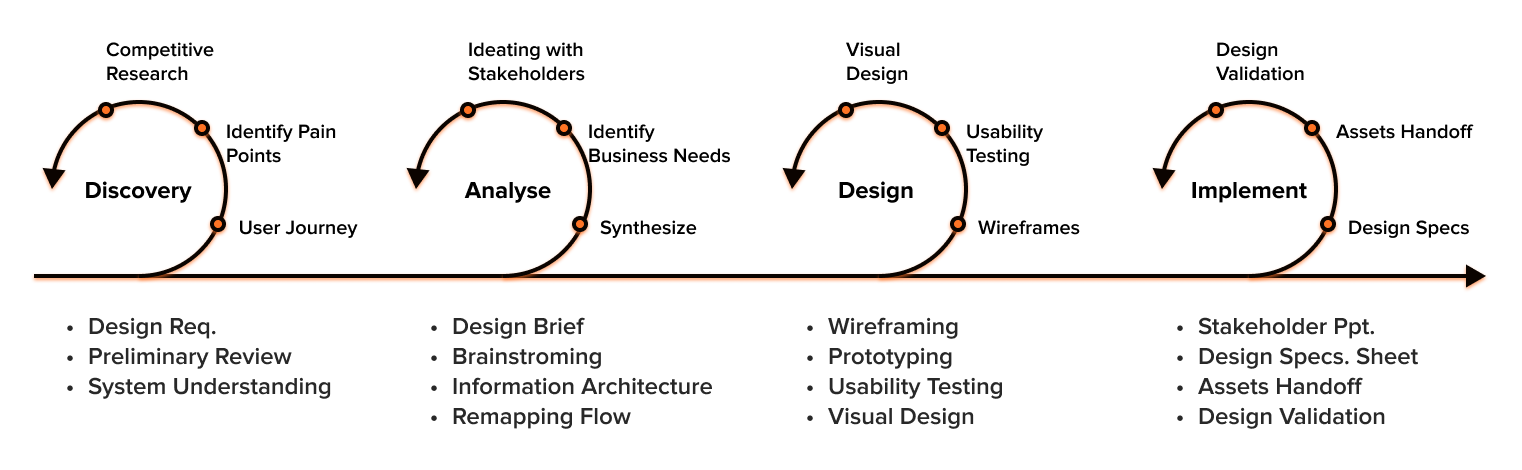 Competitive
Research
Identify Pain
Points
Discovery
User Journey
Ideating with
Stakeholders
Identify
Business Needs
Analyse
Synthesize
Visual
Design
Usability
Testing
Design
Wireframes
Design
Validation
Assets Handoff
Implement
Design Specs
• Design Req.
• Preliminary Review
• System Understanding
• Design Brief
• Brainstroming
• Information Architecture
• Remapping Flow
• Wireframing
• Prototyping
• Usability Testing
• Visual Design
• Stakeholder Ppt.
• Design Specs. Sheet
• Assets Handoff
• Design Validation